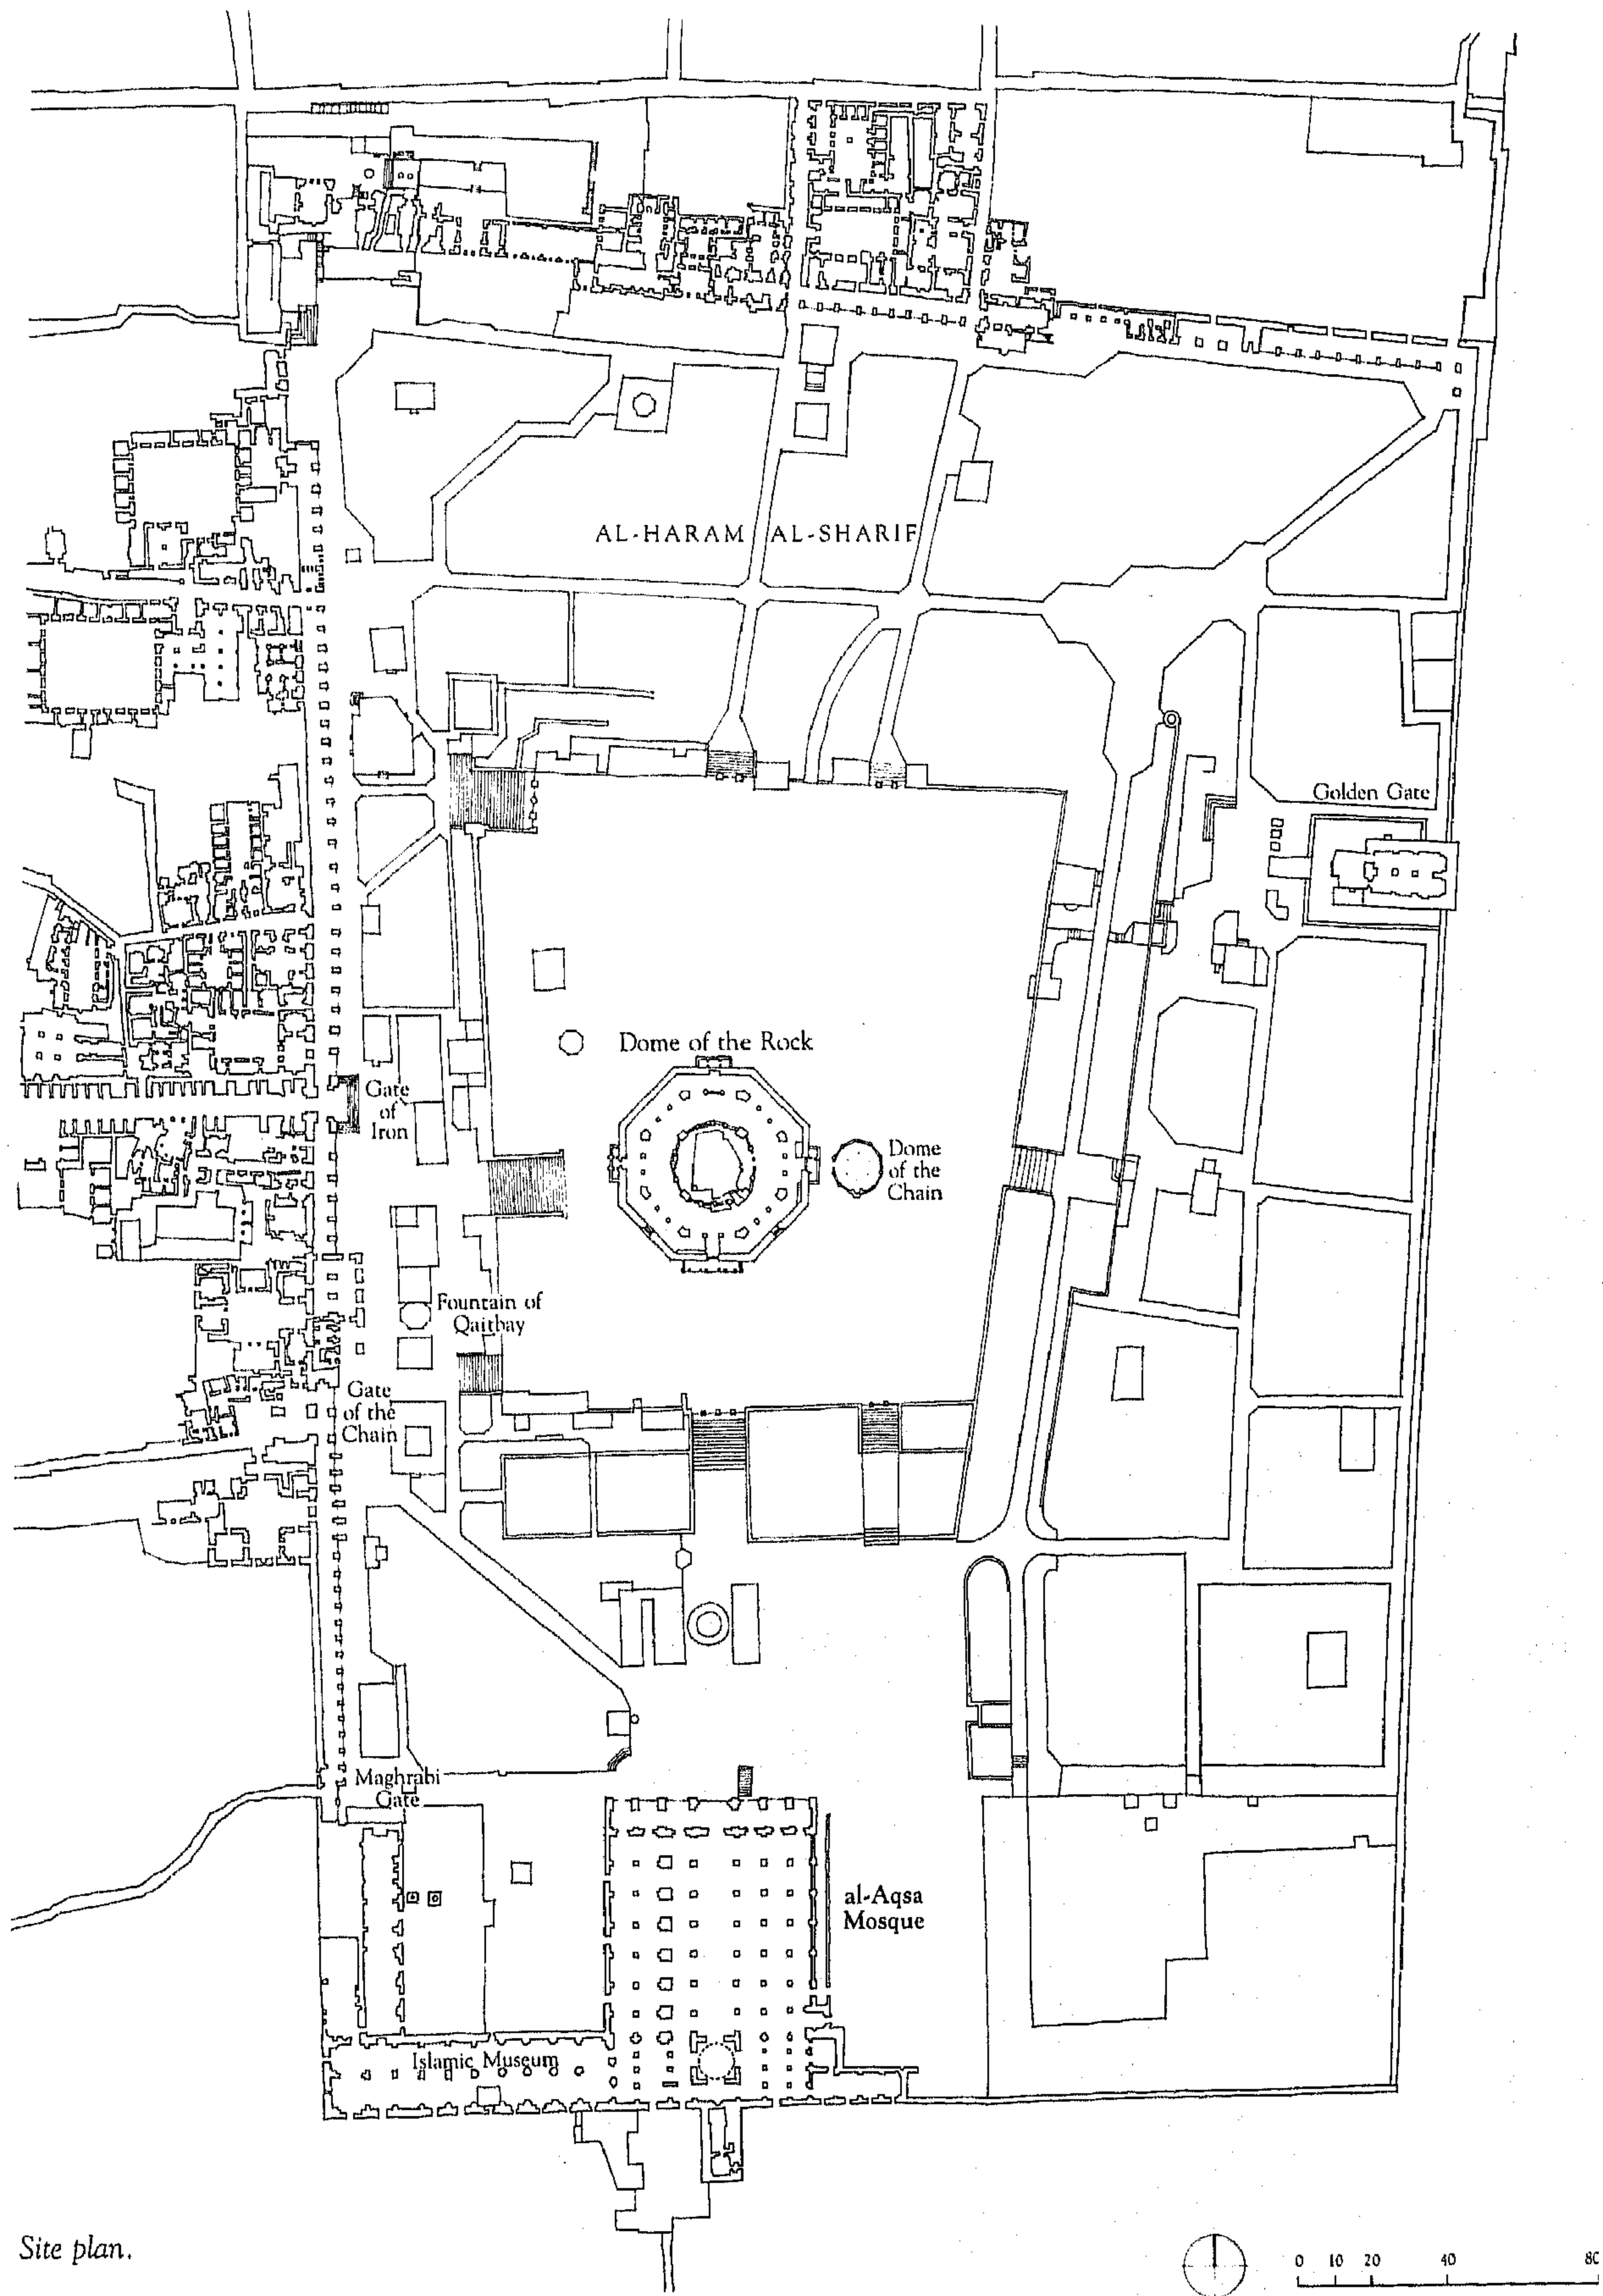 AL-HARAM AL-SHARIF
Golden Gate
Dome of the Rock
Gate
of
Iron
Dome
of the
Chain
Fountain of
Qaitbay
Gate
of the
Chain
Maghrabi
Gate
al-Aqsa
Mosque
Islamic Museum
Site plan.
0 10 20 40 80